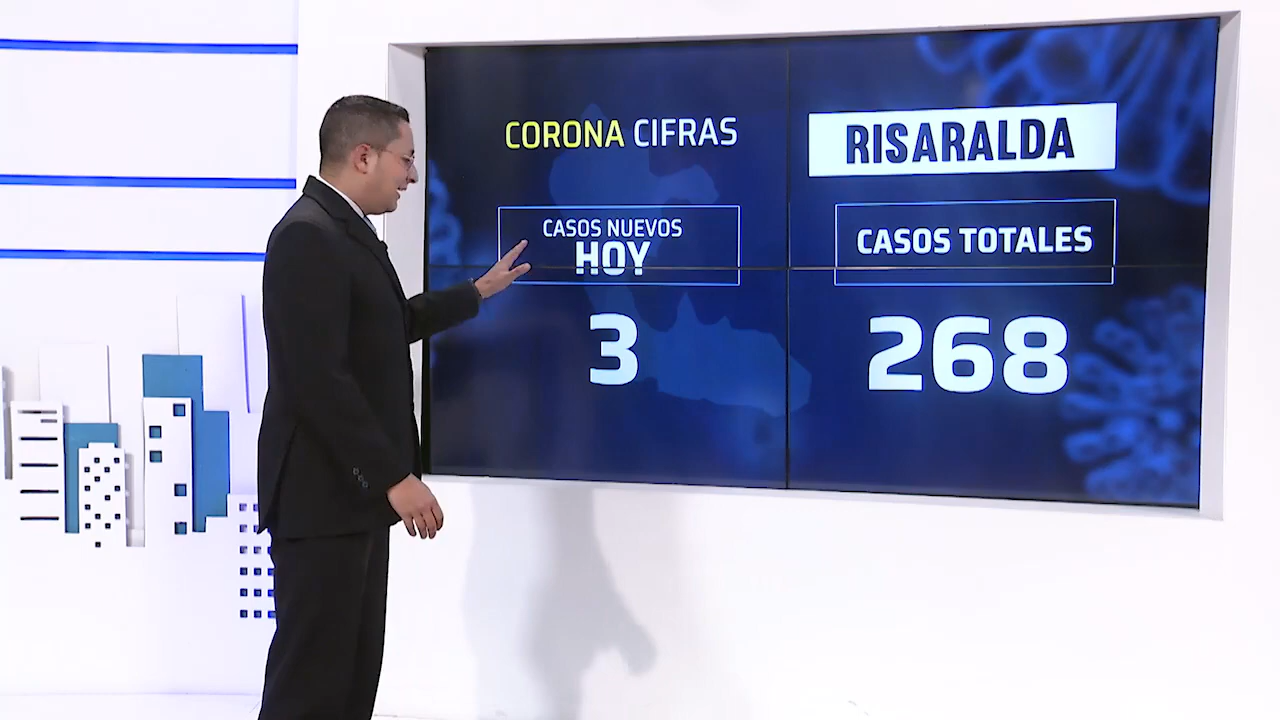 CORONA CIFRAS
CASOS NUEVOS
HOY
3
RISARALDA
CASOS TOTALES
268